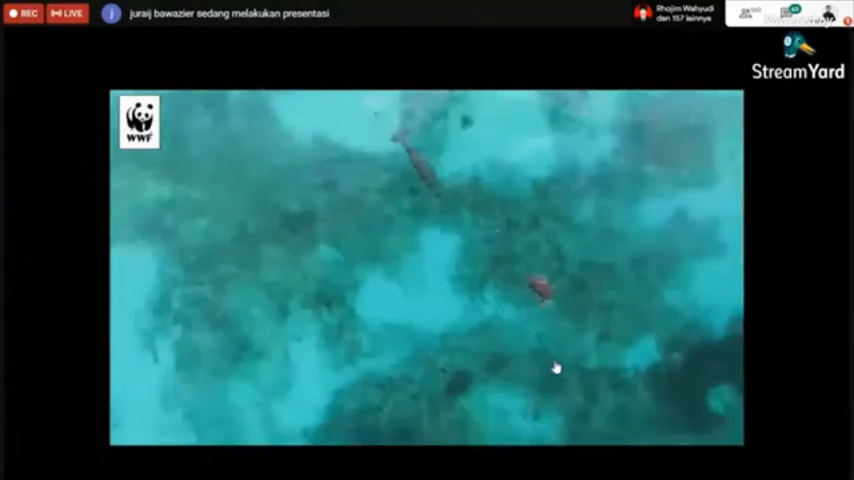 REC
LIVE
j
juraij bawazier sedang melakukan presentasi
Rhojim Wahyudi
dan 157 lainnya
StreamYard
WWF